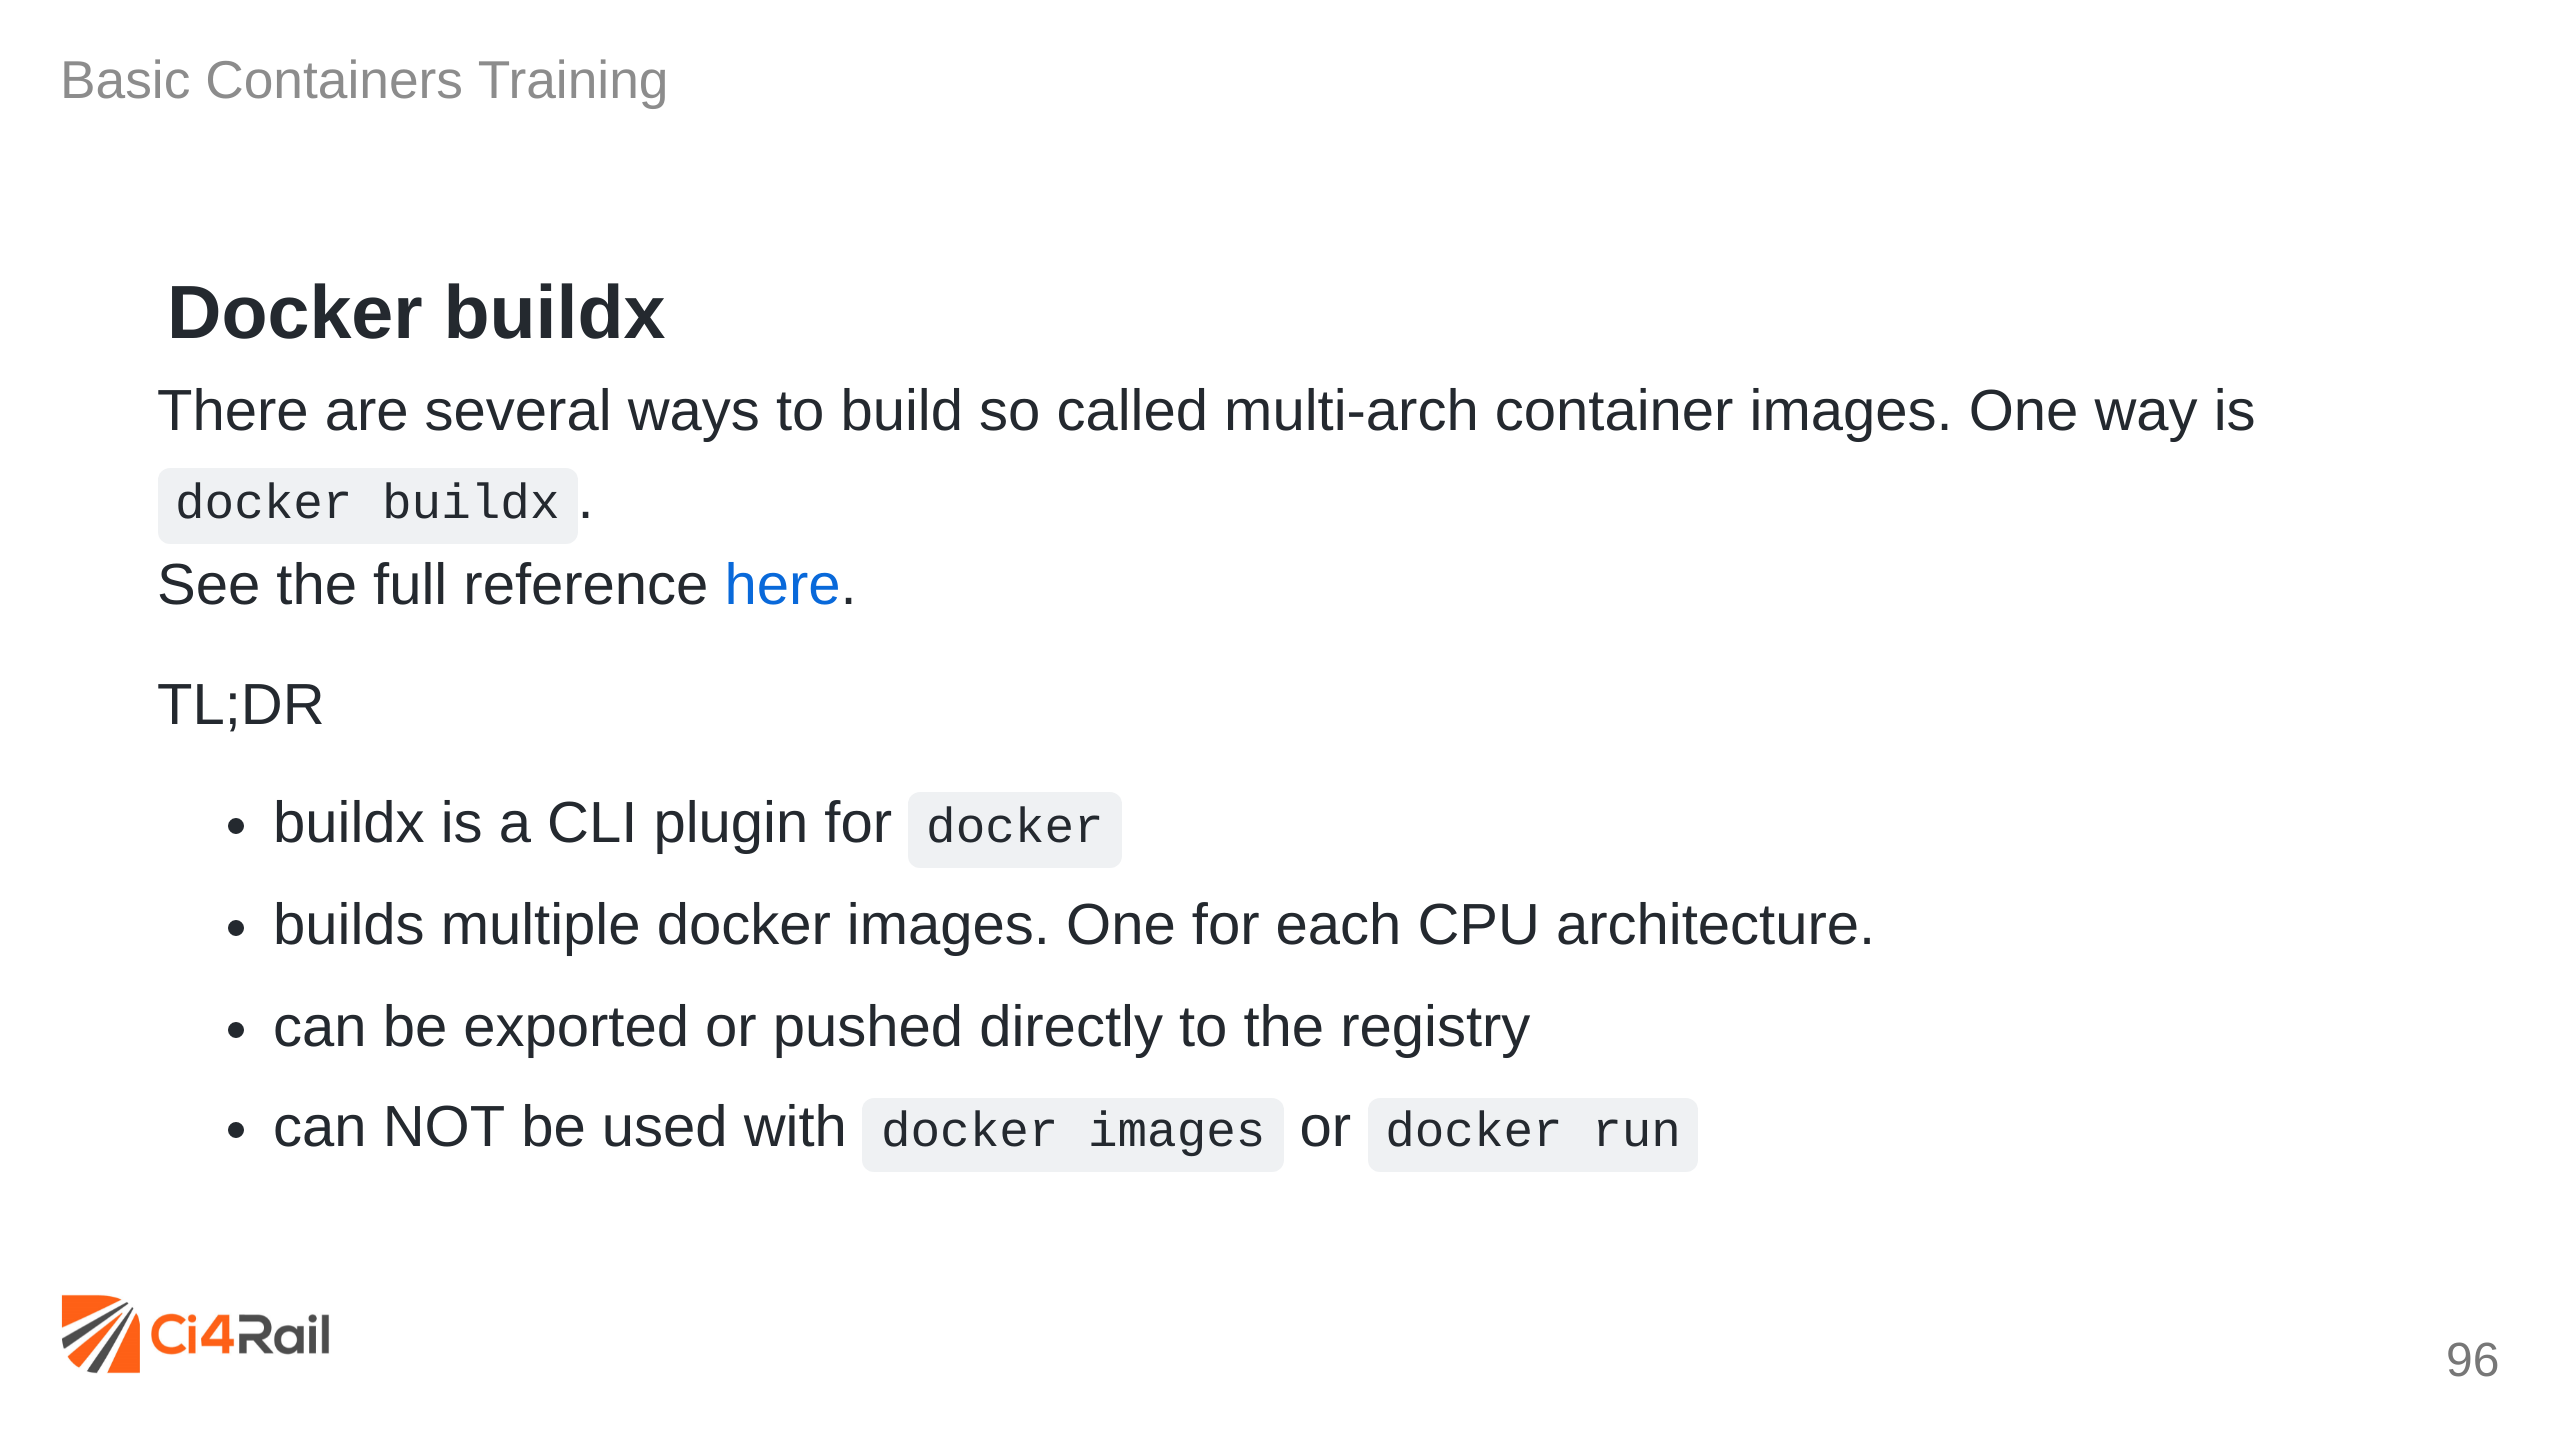 Basic Containers Training
Docker buildx
There are several ways to build so called multi-arch container images. One way is
docker buildx.
See the full reference here.
TL;DR
• buildx is a CLI plugin for docker
• builds multiple docker images. One for each CPU architecture.
• can be exported or pushed directly to the registry
• can NOT be used with docker images or docker run
Ci4Rail
96